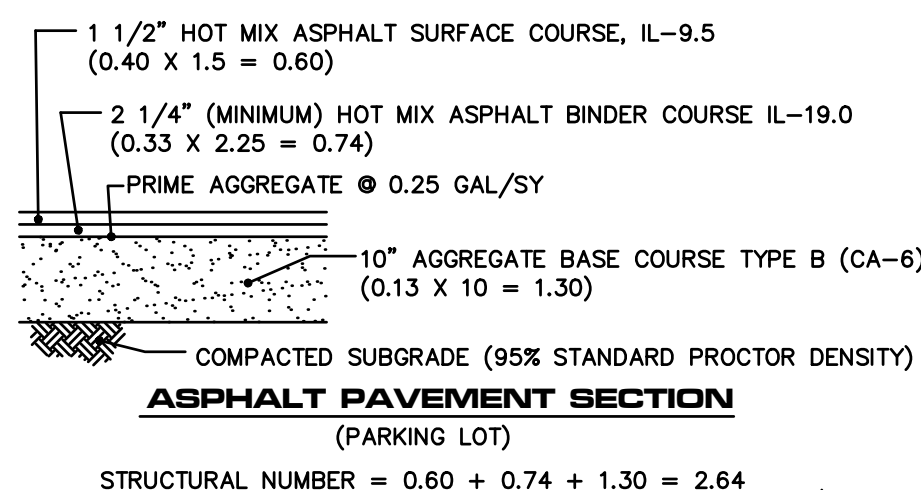 1 1/2" HOT MIX ASPHALT SURFACE COURSE, IL-9.5
(0.40 X 1.5 = 0.60)
2 1/4" (MINIMUM) HOT MIX ASPHALT BINDER COURSE IL-19.0
(0.33 X 2.25 = 0.74)
PRIME AGGREGATE @ 0.25 GAL/SY
10" AGGREGATE BASE COURSE TYPE B (CA-6)
(0.13 X 10 = 1.30)
COMPACTED SUBGRADE (95% STANDARD PROCTOR DENSITY)
ASPHALT PAVEMENT SECTION
(PARKING LOT)
STRUCTURAL NUMBER = 0.60 + 0.74 + 1.30 = 2.64